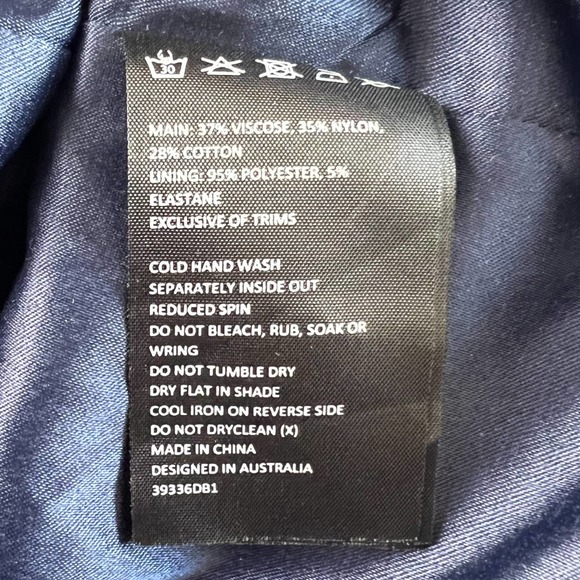 30
MAIN: 37% VISCOSE, 35% NYLON,
28% COTTON
LINING: 95% POLYESTER, 5%
ELASTANE
EXCLUSIVE OF TRIMS
COLD HAND WASH
SEPARATELY INSIDE OUT
REDUCED SPIN
DO NOT BLEACH, RUB, SOAK OR
WRING
DO NOT TUMBLE DRY
DRY FLAT IN SHADE
COOL IRON ON REVERSE SIDE
DO NOT DRYCLEAN (X)
MADE IN CHINA
DESIGNED IN AUSTRALIA
39336DB1